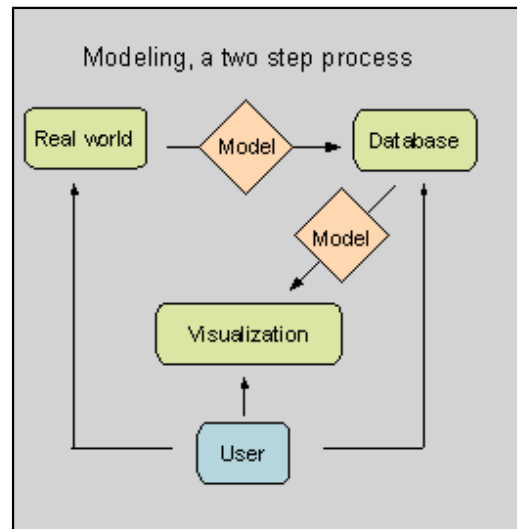 Modeling, a two step process
Real world
Model
Database
Model
Visualization
User